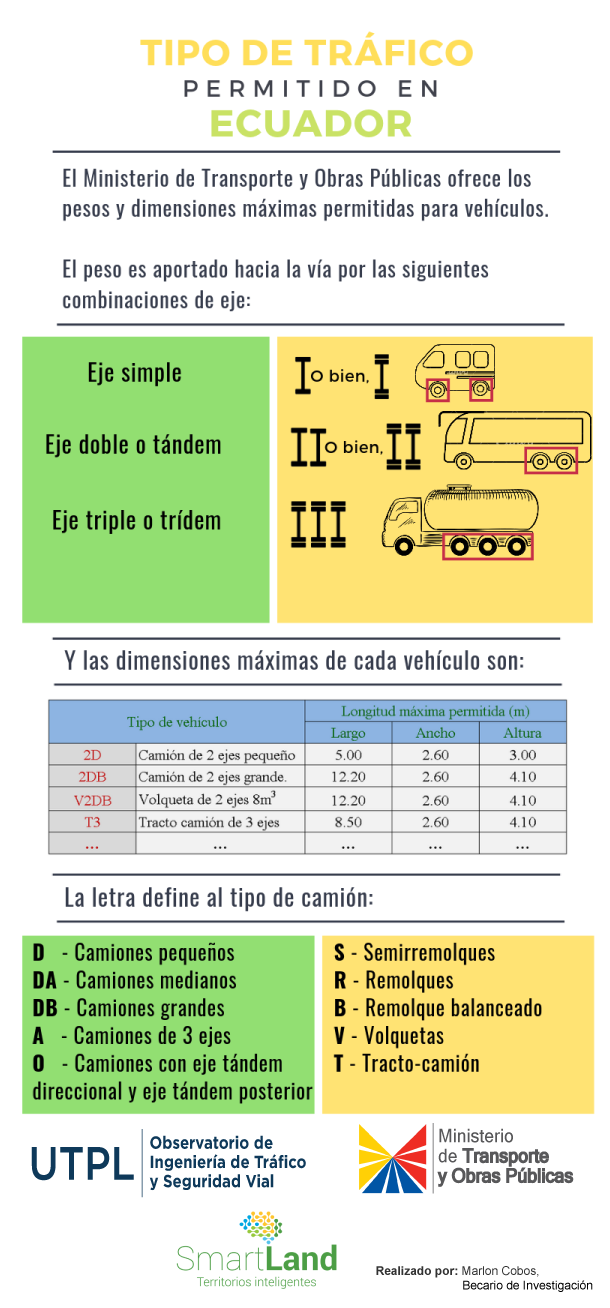 TIPO DE TRÁFICO
PERMITIDO EN
ECUADOR
El Ministerio de Transporte y Obras Públicas ofrece los
pesos y dimensiones máximas permitidas para vehículos.
El peso es aportado hacia la vía por las siguientes
combinaciones de eje:
Eje simple
O bien,
Eje doble o tándem
O bien,
Eje triple o trídem
Y las dimensiones máximas de cada vehículo son:
Tipo de vehículo Longitud máxima permitida (m)
Largo Ancho Altura
2D Camión de 2 ejes pequeño 5.00 2.60 3.00
2DB Camión de 2 ejes grande. 12.20 2.60 4.10
V2DB Volqueta de 2 ejes 8m³ 12.20 2.60 4.10
T3 Tracto camión de 3 ejes 8.50 2.60 4.10
... ... ... ... ...
La letra define al tipo de camión:
D - Camiones pequeños
DA - Camiones medianos
DB - Camiones grandes
A - Camiones de 3 ejes
O - Camiones con eje tándem
direccional y eje tándem posterior
S - Semirremolques
R - Remolques
B - Remolque balanceado
V - Volquetas
T - Tracto-camión
UTPL
Observatorio de
Ingeniería de Tráfico
y Seguridad Vial
Ministerio
de Transporte
y Obras Públicas
SmartLand
Territorios inteligentes
Realizado por: Marlon Cobos,
Becario de Investigación